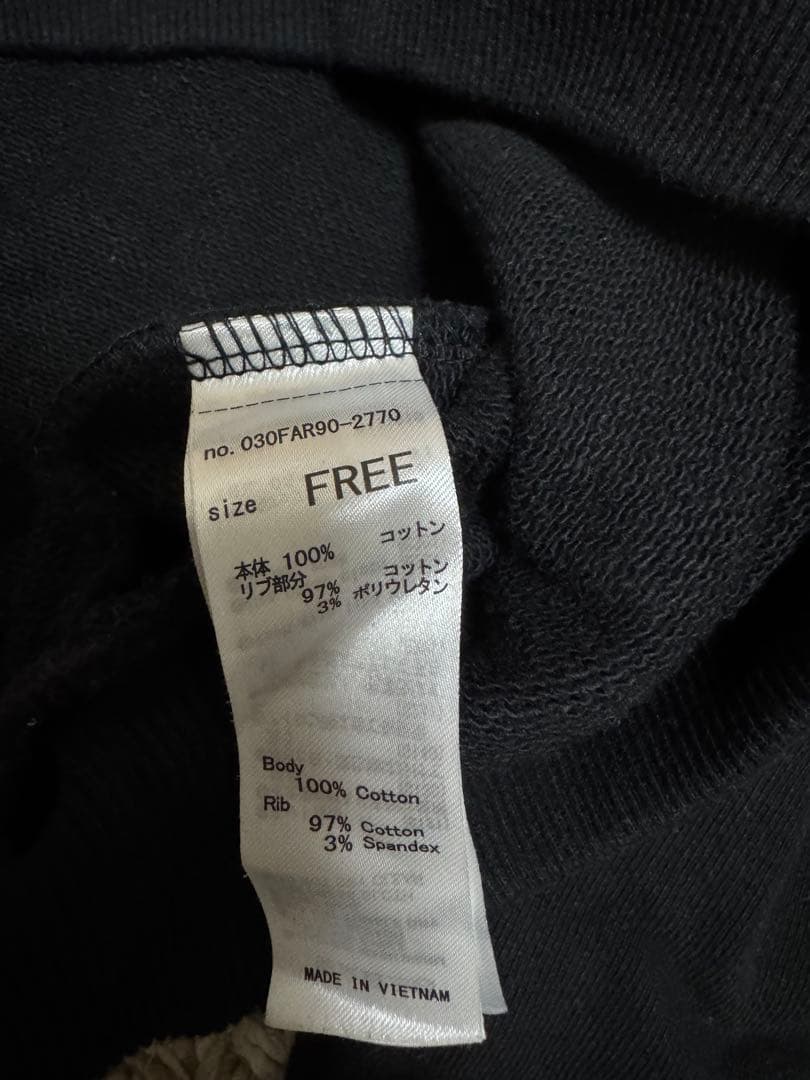 no. 030FAR90-2770
size FREE
コットン
本体 100%
リブ部分 コットン
97%
3% ポリウレタン
Body
100% Cotton
Rib
97% Cotton
3% Spandex
MADE IN VIETNAM